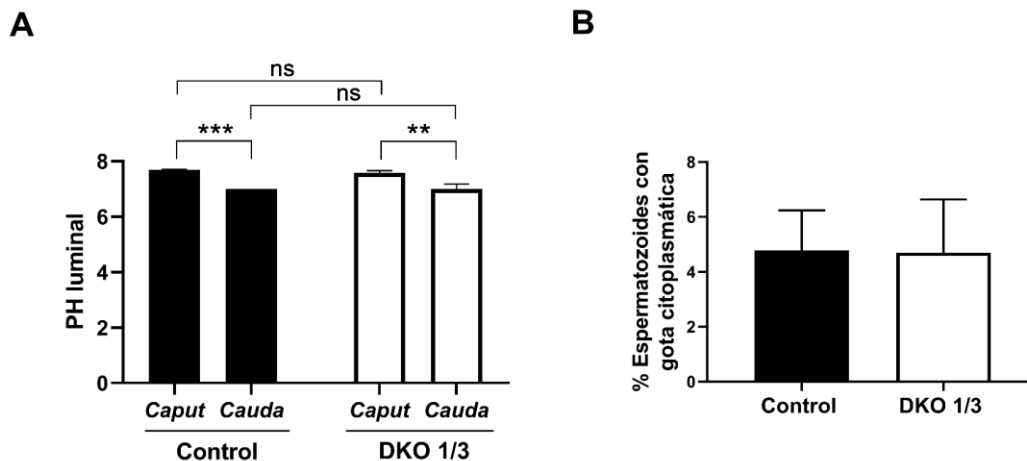 A
ns
ns
***
**
PH luminal
8
6
4
2
0
Caput Cauda Caput Cauda
Control DKO 1/3
B
% Espermatozoides con
gota citoplasmática
8
6
4
2
0
Control DKO 1/3